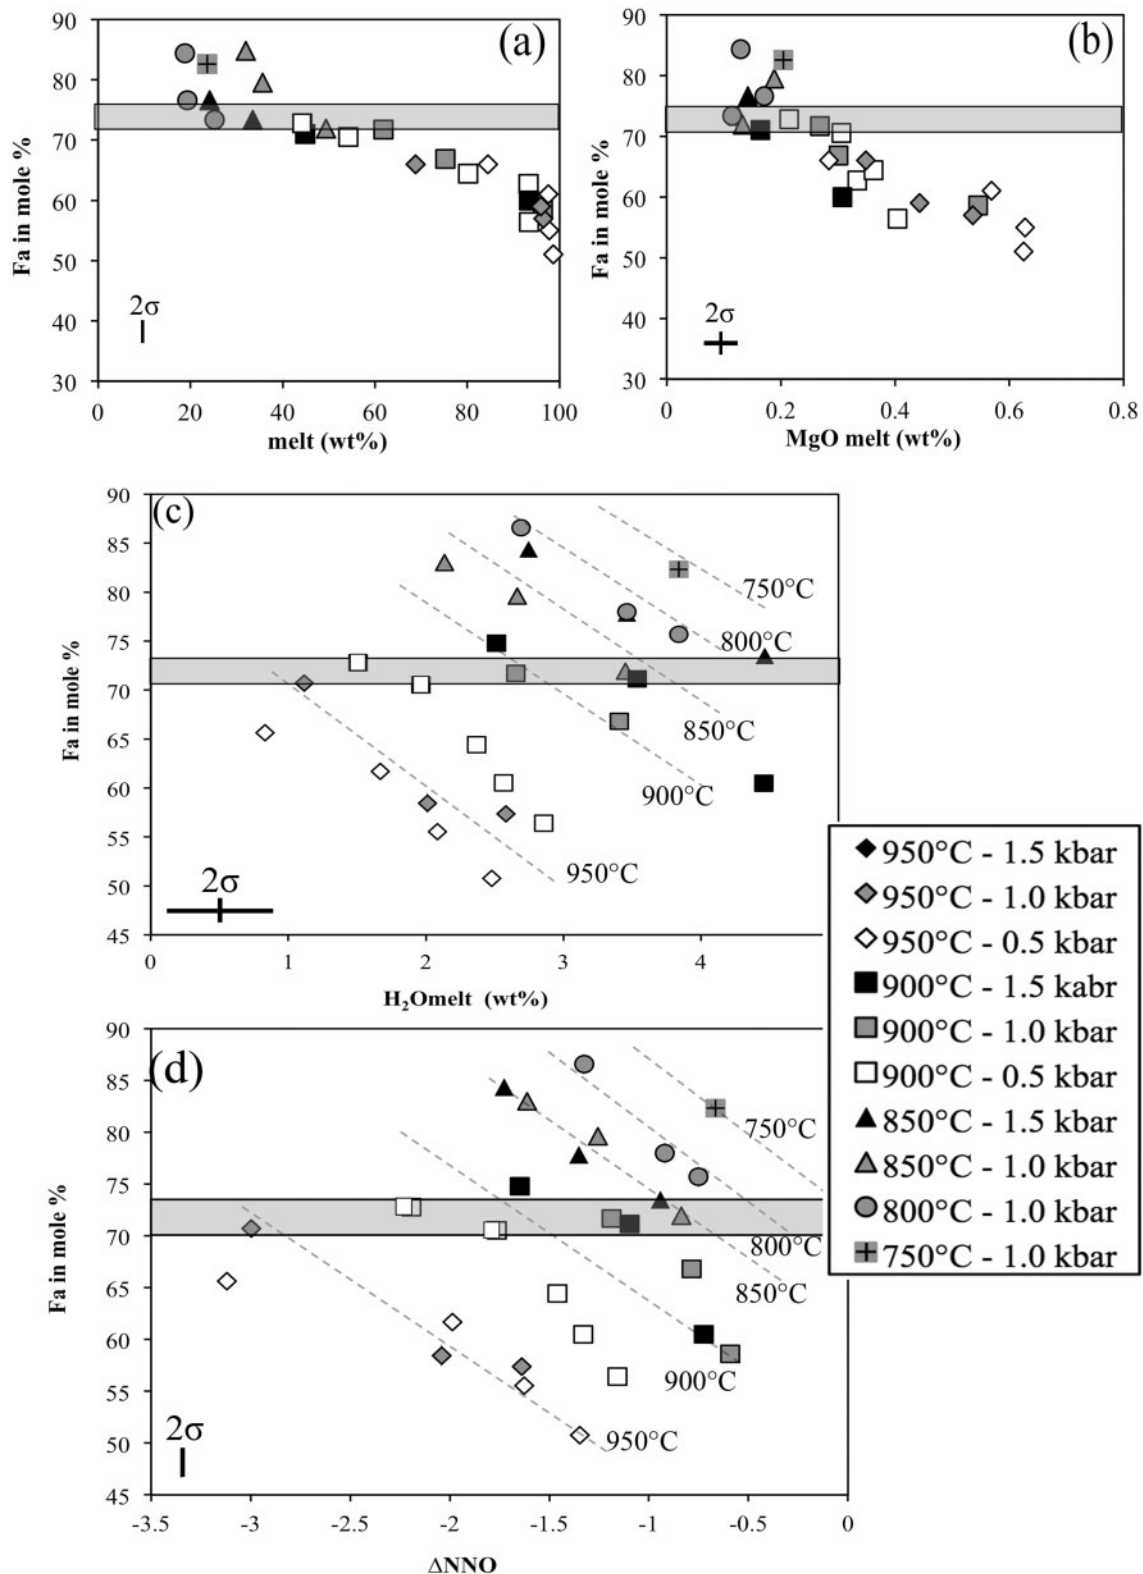 (a)
90
80
70
60
50
40
30
Fa in mole %
2σ
0 20 40 60 80 100
melt (wt%)
(b)
90
80
70
60
50
40
30
Fa in mole %
2σ
0 0.2 0.4 0.6 0.8
MgO melt (wt%)
(c)
90
85
80
75
70
65
60
55
50
45
Fa in mole %
750°C
800°C
850°C
900°C
950°C
2σ
0 1 2 3 4
H₂Omelt (wt%)
950°C - 1.5 kbar
950°C - 1.0 kbar
950°C - 0.5 kbar
900°C - 1.5 kabr
900°C - 1.0 kbar
900°C - 0.5 kbar
850°C - 1.5 kbar
850°C - 1.0 kbar
800°C - 1.0 kbar
750°C - 1.0 kbar
(d)
90
85
80
75
70
65
60
55
50
45
Fa in mole %
750°C
800°C
850°C
900°C
950°C
2σ
-3.5 -3 -2.5 -2 -1.5 -1 -0.5 0
ΔNNO